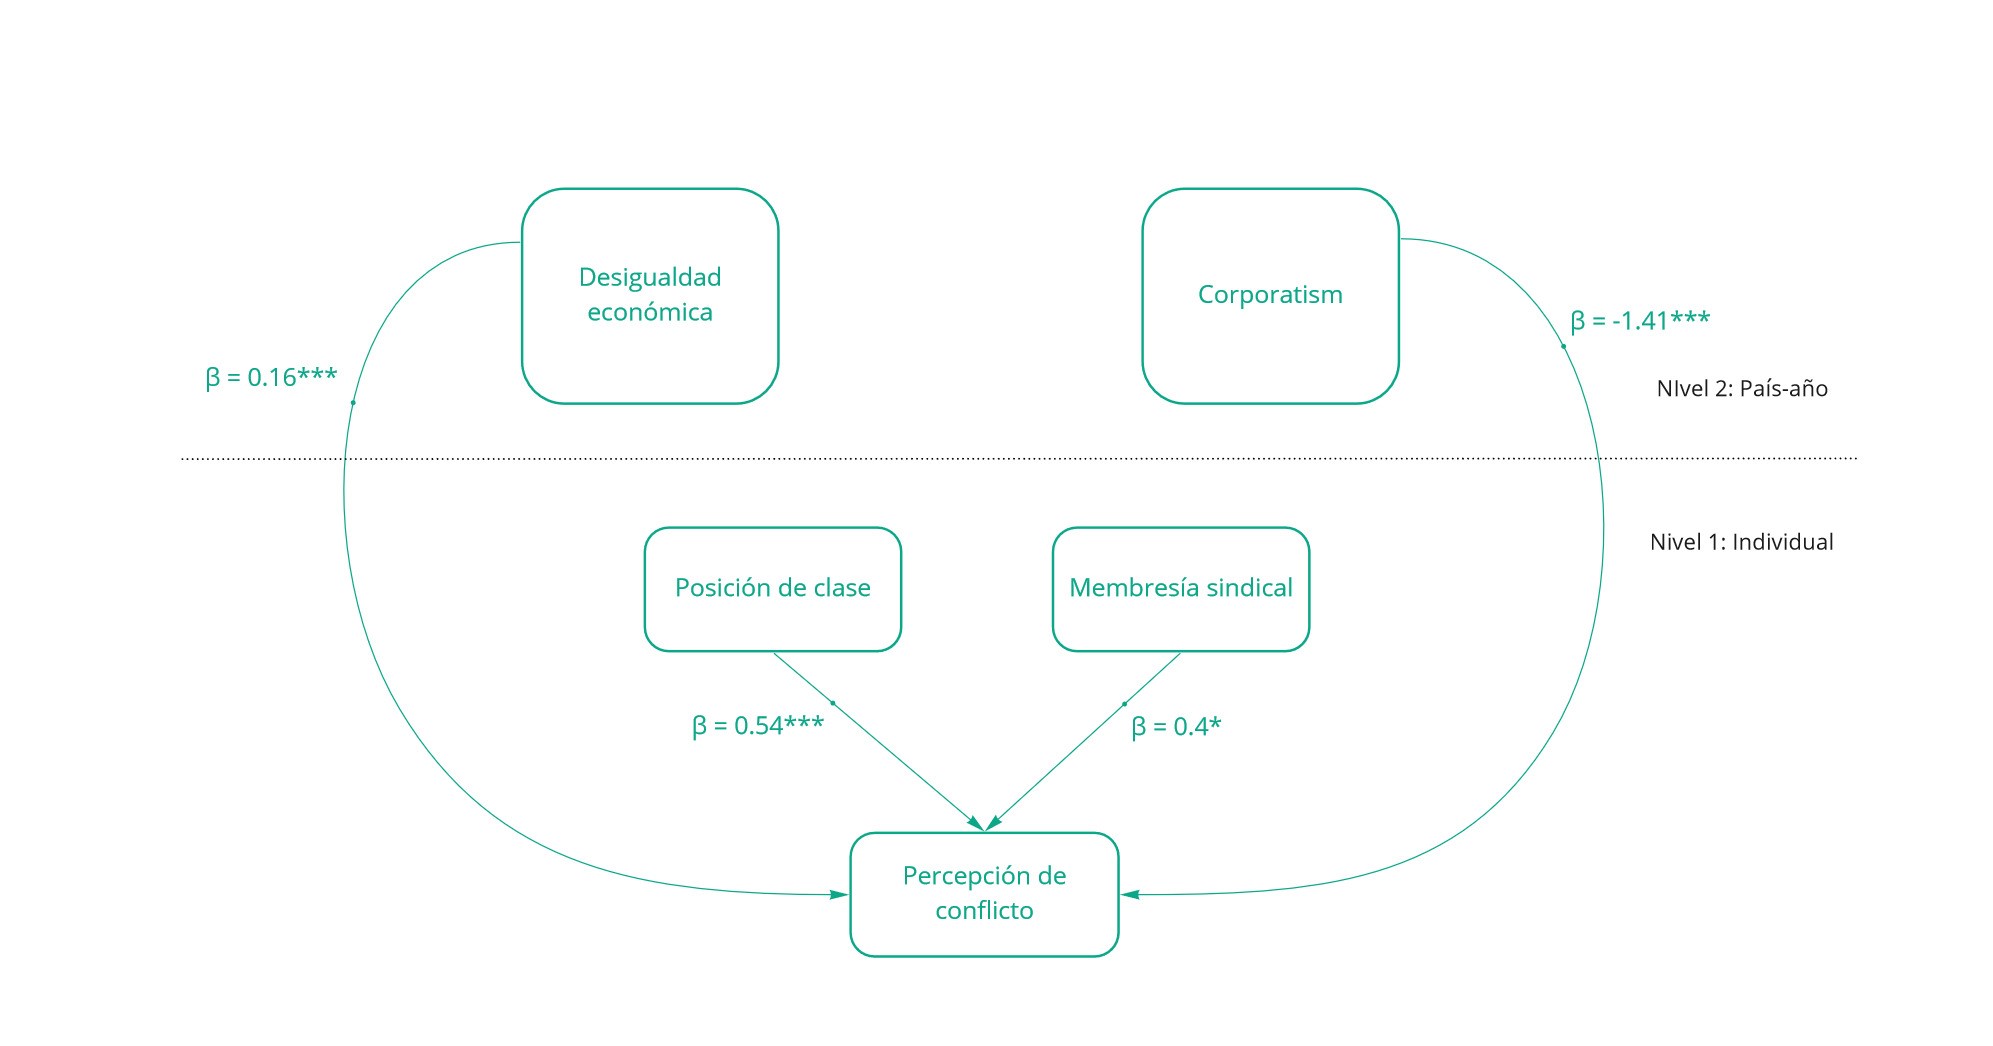 Desigualdad
económica
Corporatism
β = -1.41***
β = 0.16***
NIvel 2: País-año
Nivel 1: Individual
Posición de clase
Membresía sindical
β = 0.54***
β = 0.4*
Percepción de
conflicto